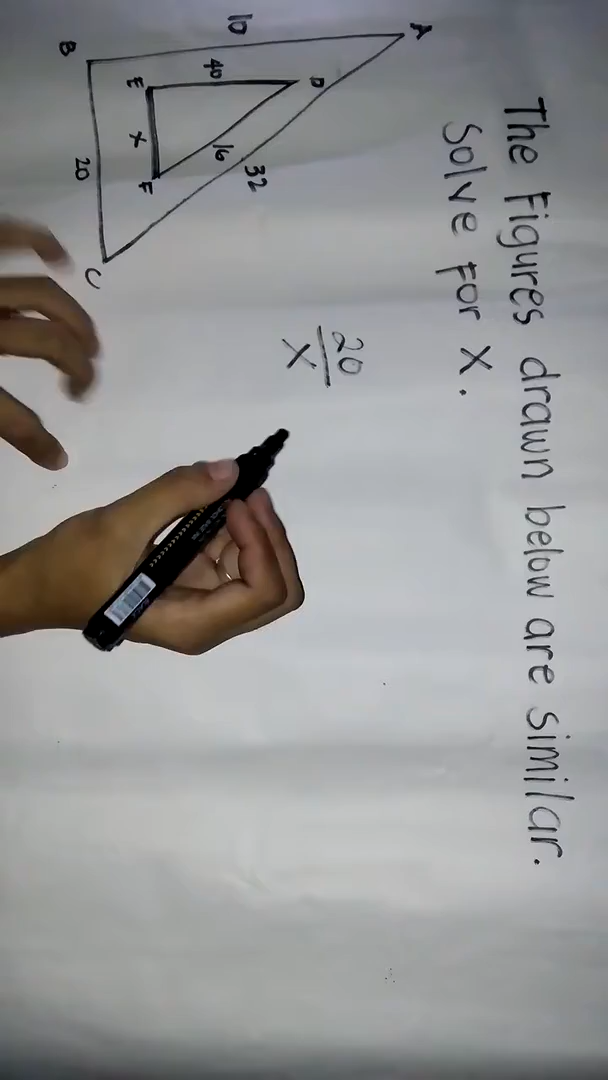 The Figures drawn below are similar.
Solve For X.
A
10
32
D
40
16
E
X
F
B
20
C
20
X